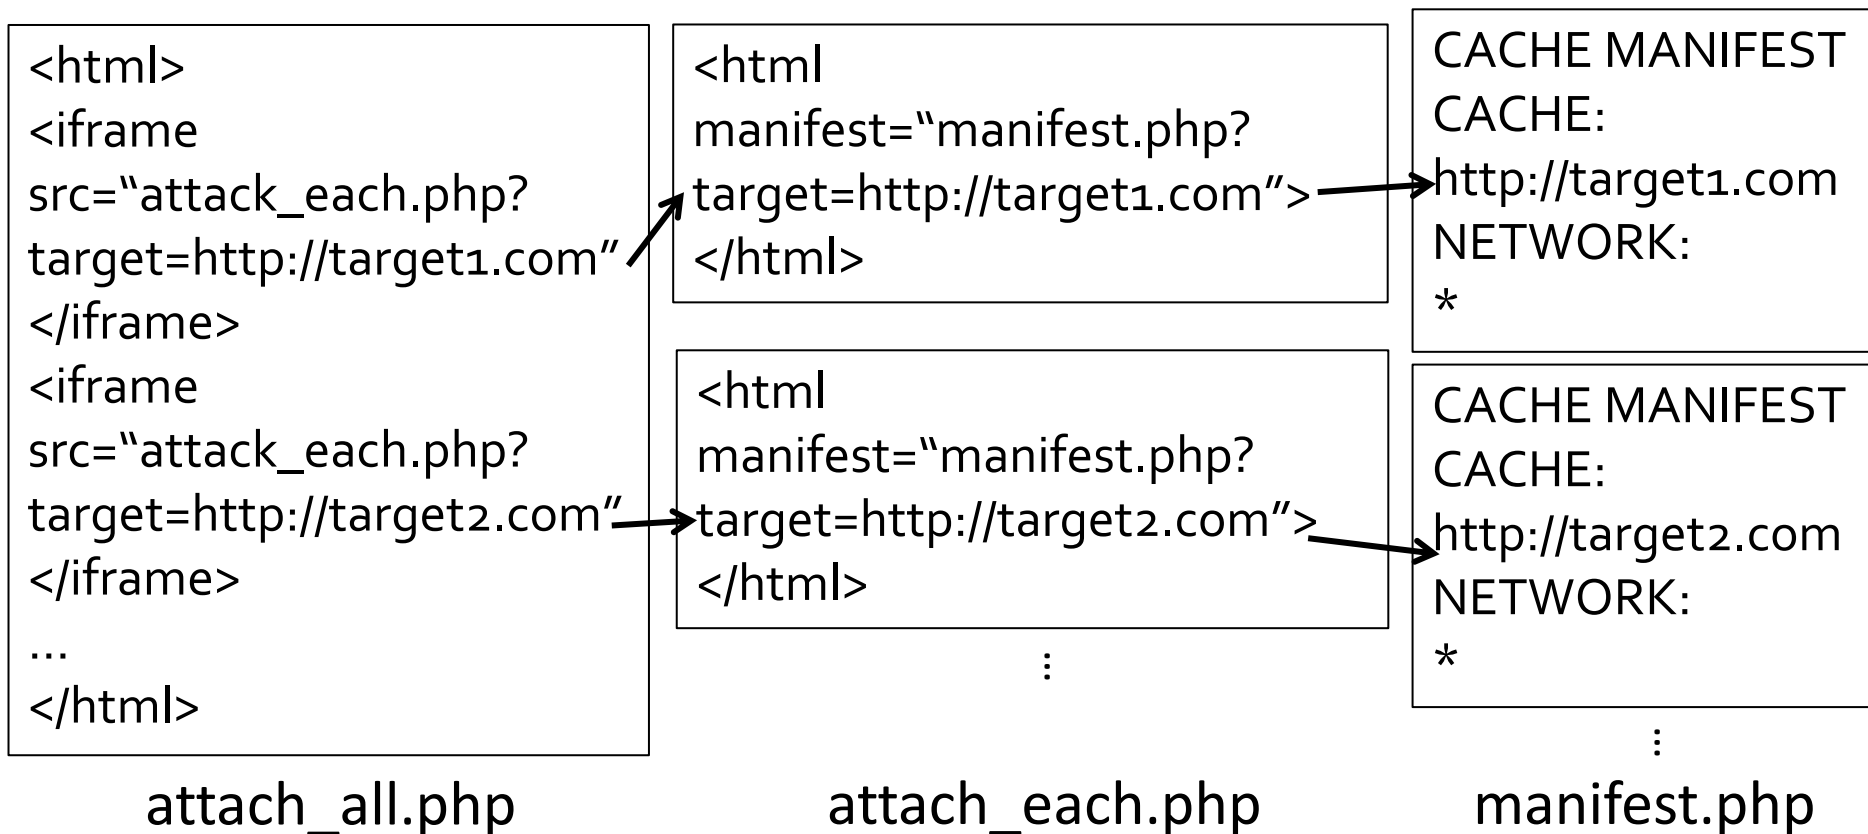 <html>
<iframe
src=“attack_each.php?
target=http://target1.com”
</iframe>
<iframe
src=“attack_each.php?
target=http://target2.com”
</iframe>
...
</html>
attach_all.php
<html
manifest=“manifest.php?
target=http://target1.com”>
</html>
<html
manifest=“manifest.php?
target=http://target2.com”>
</html>
...
attach_each.php
CACHE MANIFEST
CACHE:
http://target1.com
NETWORK:
*
CACHE MANIFEST
CACHE:
http://target2.com
NETWORK:
*
...
manifest.php